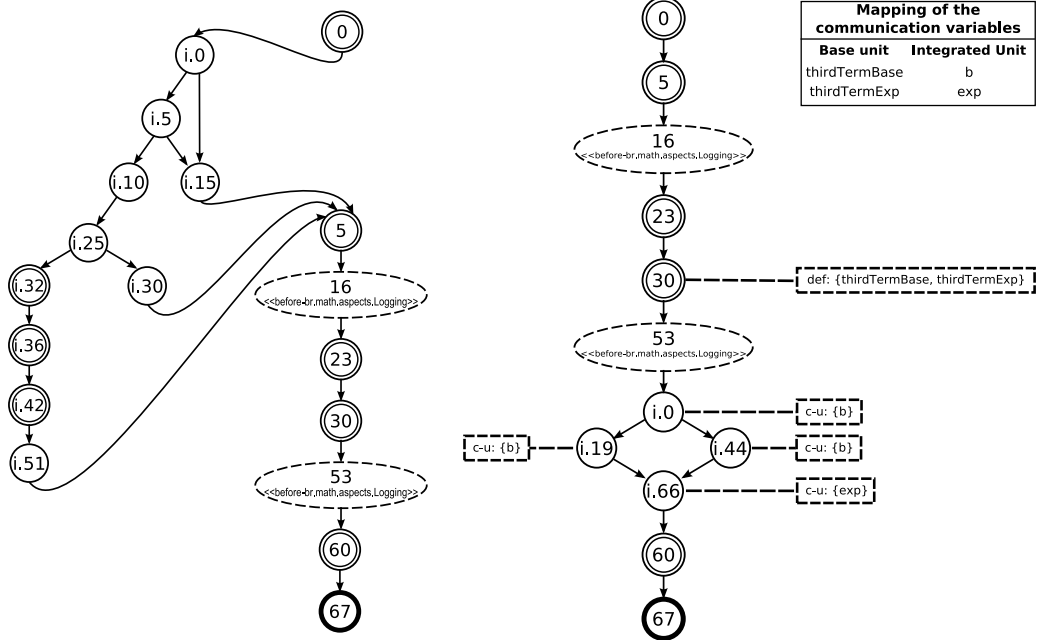 0
i.0
i.5
i.10
i.15
i.25
i.32
i.30
i.36
i.42
i.51
5
16
<<before-br.math.aspects.Logging>>
23
30
53
<<before-br.math.aspects.Logging>>
60
67
0
5
16
<<before-br.math.aspects.Logging>>
23
30
def: {thirdTermBase, thirdTermExp}
53
<<before-br.math.aspects.Logging>>
i.0
c-u: {b}
c-u: {b}
i.19
i.44
c-u: {b}
i.66
c-u: {exp}
60
67
Mapping of the
communication variables
Base unit Integrated Unit
thirdTermBase b
thirdTermExp exp